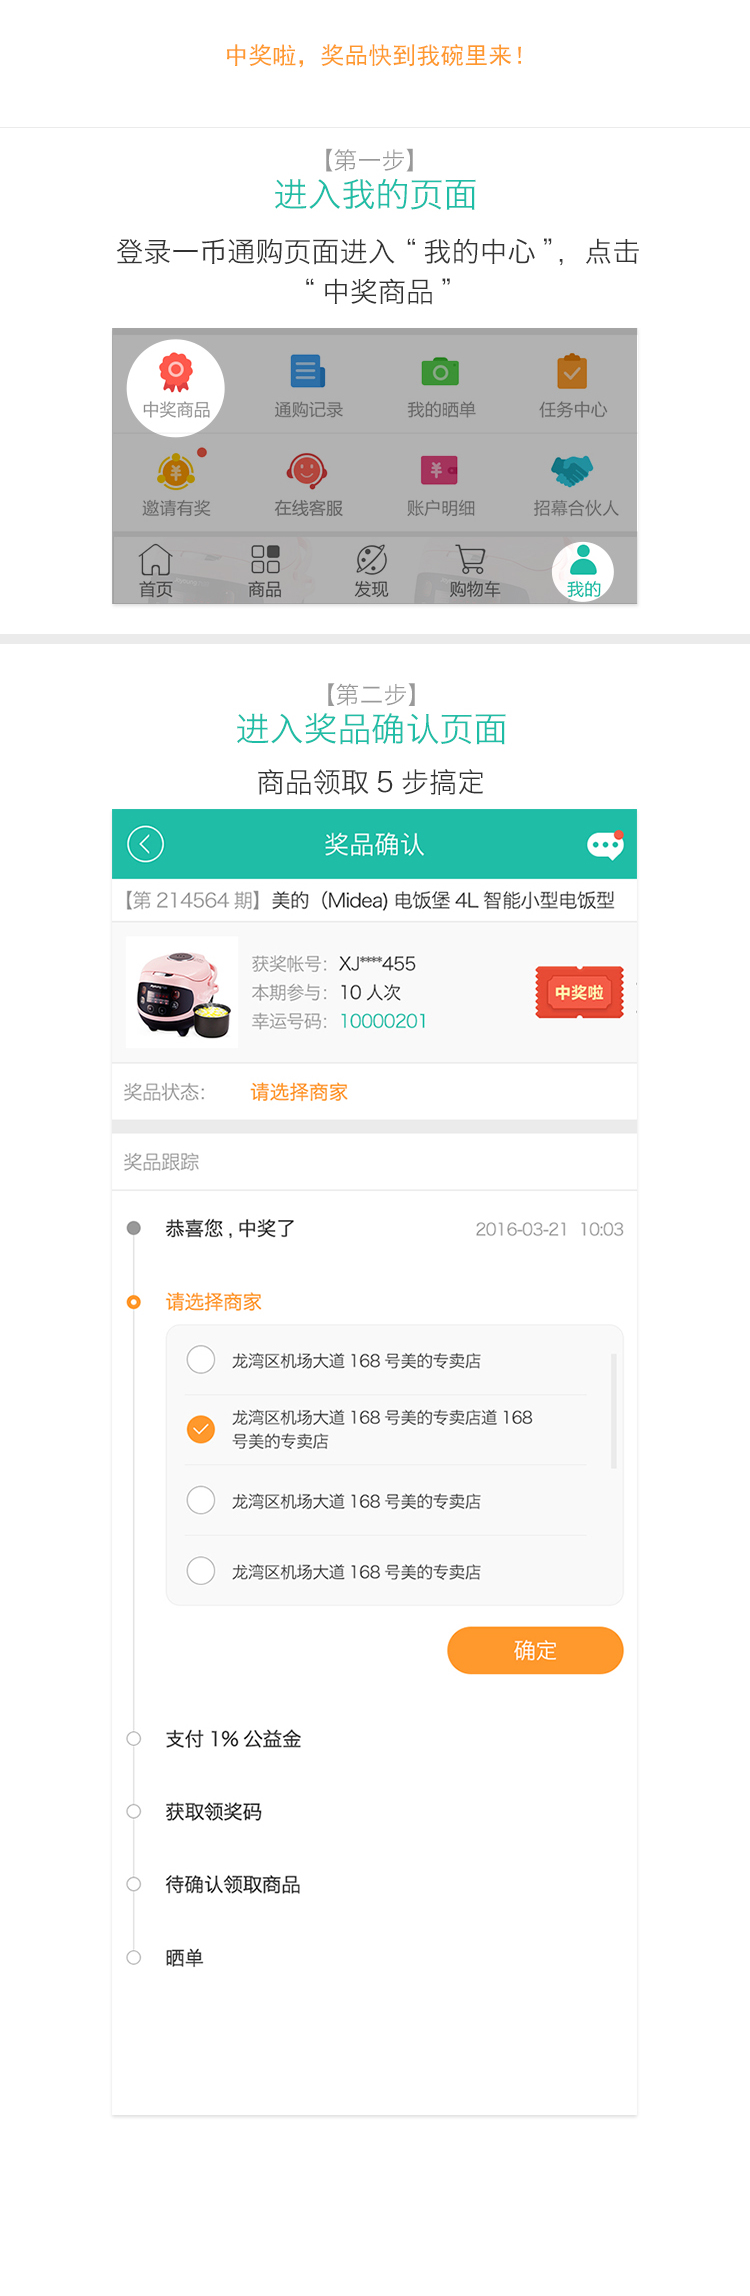 中奖啦，奖品快到我碗里来！
【第一步】
进入我的页面
登录一币通购页面进入“我的中心”，点击
“中奖商品”
中奖商品 通购记录 我的晒单 任务中心
邀请有奖 在线客服 账户明细 招募合伙人
首页 商品 发现 购物车 我的
【第二步】
进入奖品确认页面
商品领取 5 步搞定
奖品确认
【第 214564 期】美的（Midea) 电饭堡 4L 智能小型电饭型
获奖帐号： XJ****455
本期参与： 10 人次
中奖啦
幸运号码： 10000201
奖品状态： 请选择商家
奖品跟踪
恭喜您 , 中奖了 2016-03-21 10:03
请选择商家
龙湾区机场大道 168 号美的专卖店
龙湾区机场大道 168 号美的专卖店道 168
号美的专卖店
龙湾区机场大道 168 号美的专卖店
龙湾区机场大道 168 号美的专卖店
确定
支付 1% 公益金
获取领奖码
待确认领取商品
晒单